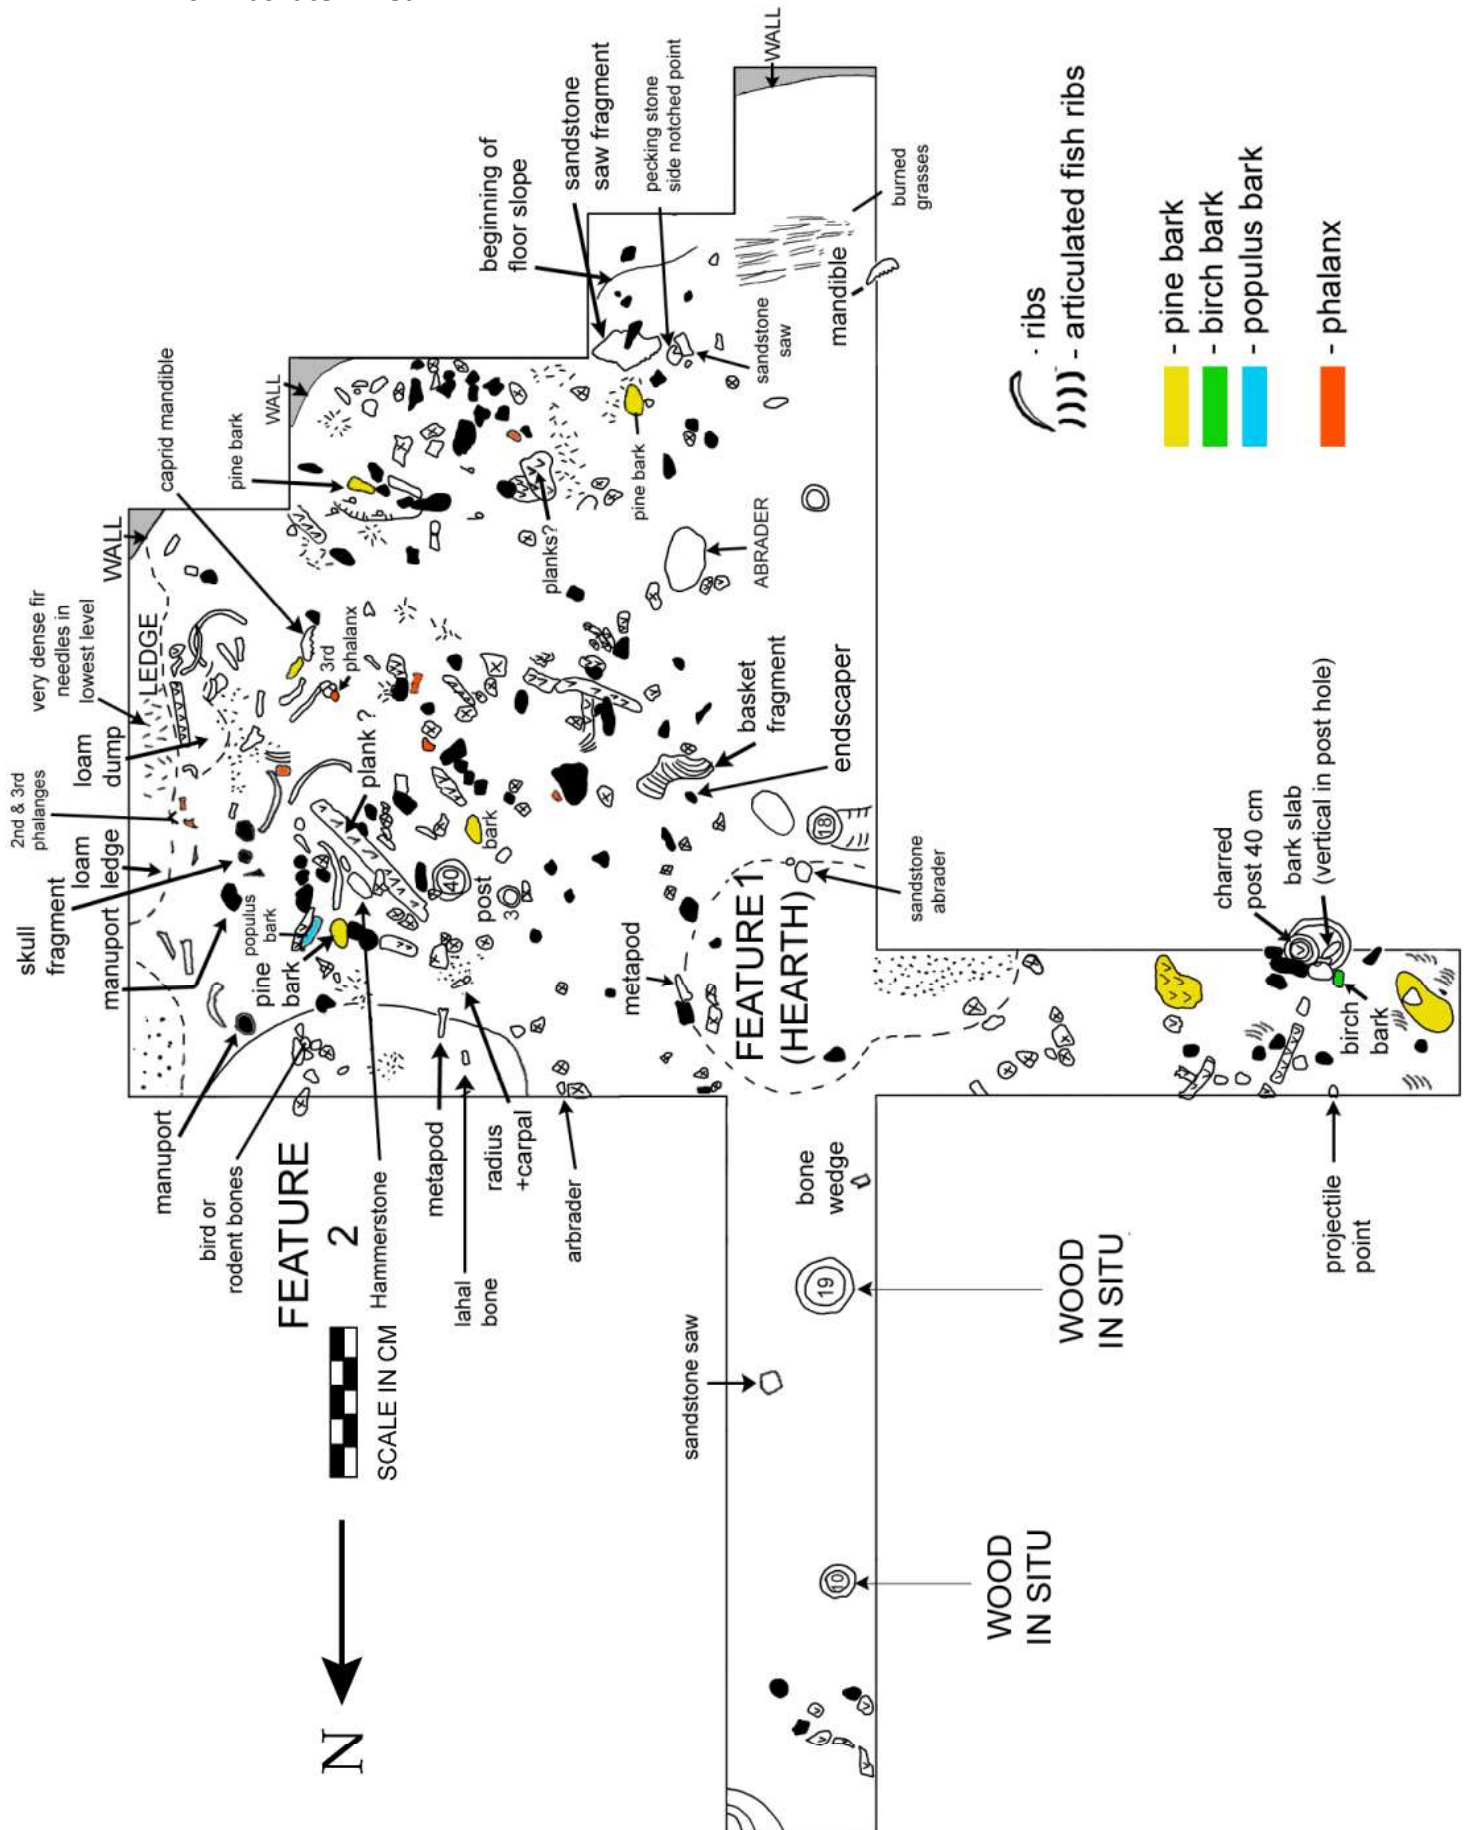 WALL
sandstone
saw fragment
pecking stone
side notched point
beginning of
floor slope
burned
grasses
mandible
sandstone
saw
WALL
caprid mandible
pine bark
pine bark
planks?
ABRADER
WALL
LEDGE
very dense fir
needles in
lowest level
loam
dump
2nd & 3rd
phalanges
loam
ledge
skull
fragment
manuport
3rd
phalanx
plank ?
populus
bark
pine
bark
bark
40
post
3
basket
fragment
endscaper
18
sandstone
abrader
metapod
FEATURE 1
(HEARTH)
manuport
bird or
rodent bones
FEATURE
2
Hammerstone
metapod
radius
+carpal
lahal
bone
arbrader
SCALE IN CM
N
bone
wedge
19
WOOD
IN SITU
sandstone saw
10
WOOD
IN SITU
charred
post 40 cm
bark slab
(vertical in post hole)
birch
bark
projectile
point
- ribs
- articulated fish ribs
- pine bark
- birch bark
- populus bark
- phalanx